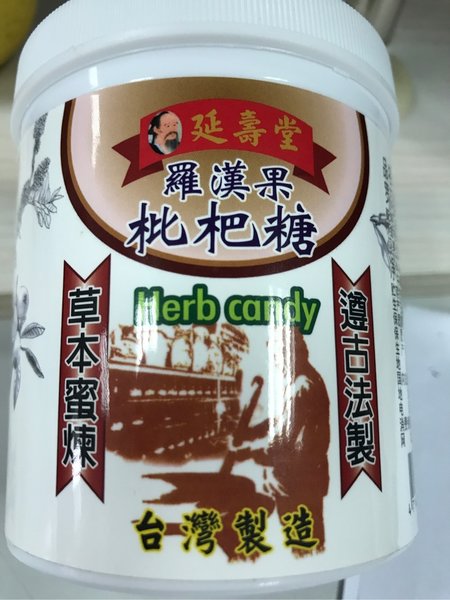 延壽堂
羅漢果
枇杷糖
Herb candy
草本蜜煉
遵古法製
台灣製造